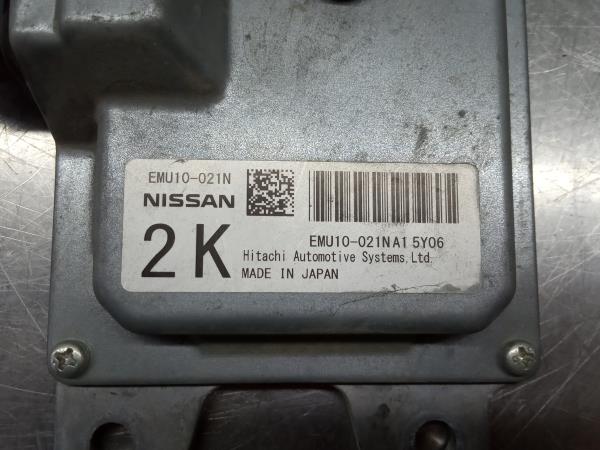 EMU10-021N
NISSAN
2K
EMU10-021NA1 5Y06
Hitachi Automotive Systems,Ltd.
MADE IN JAPAN